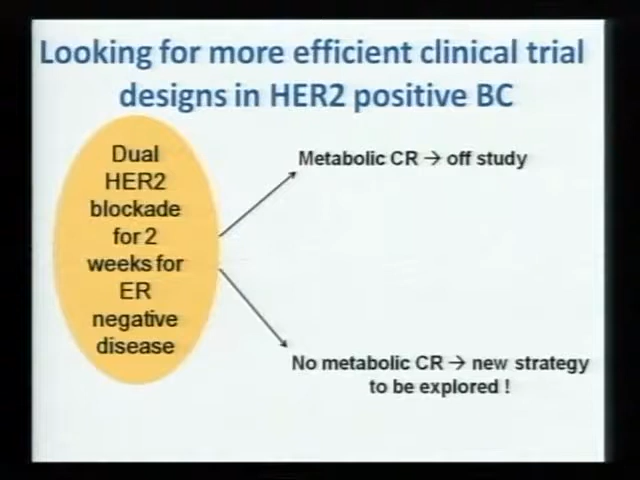 Looking for more efficient clinical trial
designs in HER2 positive BC
Dual
HER2
blockade
for 2
weeks for
ER
negative
disease
Metabolic CR → off study
No metabolic CR → new strategy
to be explored !